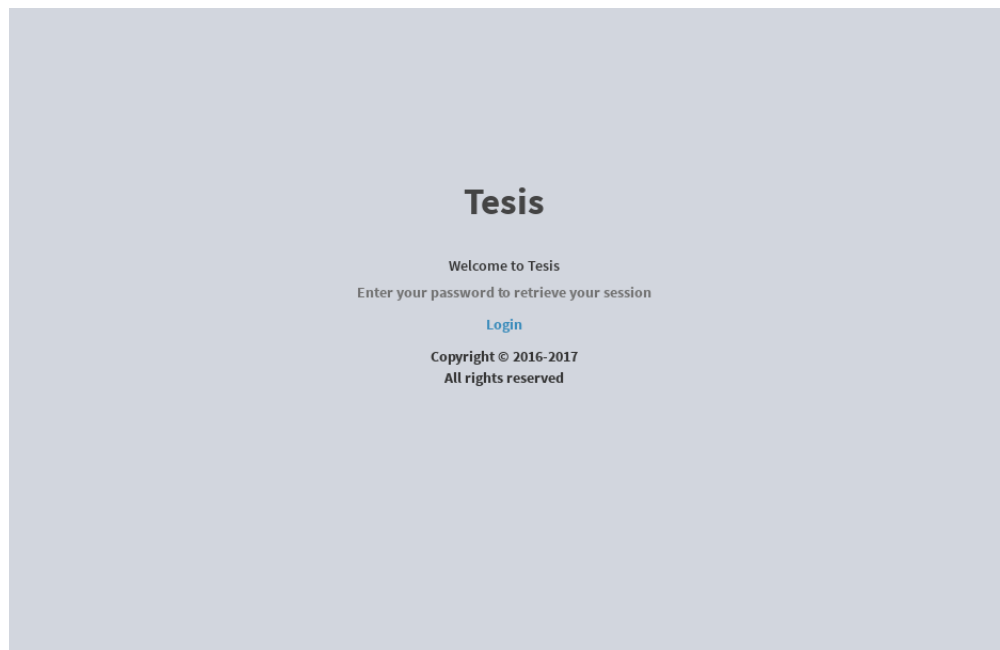 Tesis
Welcome to Tesis
Enter your password to retrieve your session
Login
Copyright © 2016-2017
All rights reserved